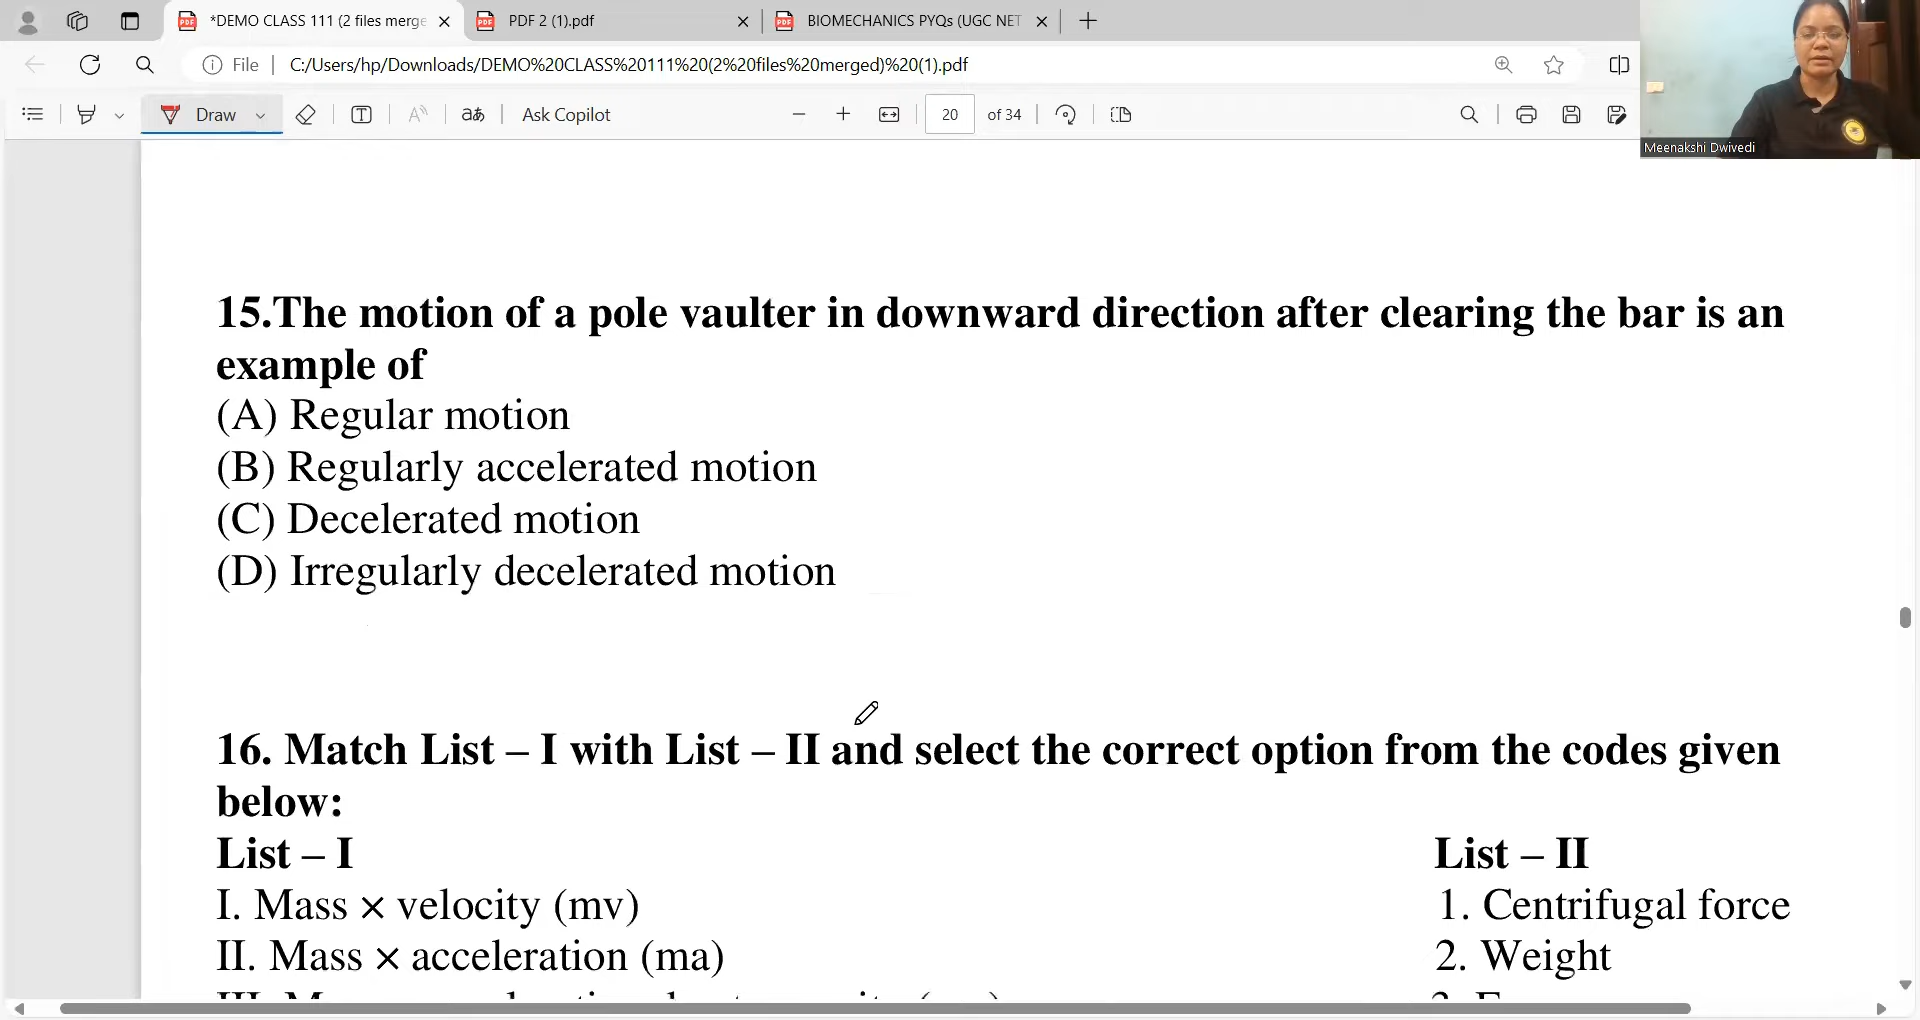 *DEMO CLASS 111 (2 files merge
PDF 2 (1).pdf
BIOMECHANICS PYQs (UGC NET
File
C:/Users/hp/Downloads/DEMO%20CLASS%20111%20(2%20files%20merged)%20(1).pdf
Draw
Ask Copilot
20 of 34
Meenakshi Dwivedi
15.The motion of a pole vaulter in downward direction after clearing the bar is an
example of
(A) Regular motion
(B) Regularly accelerated motion
(C) Decelerated motion
(D) Irregularly decelerated motion
16. Match List – I with List – II and select the correct option from the codes given
below:
List – I
List – II
I. Mass × velocity (mv)
1. Centrifugal force
II. Mass × acceleration (ma)
2. Weight